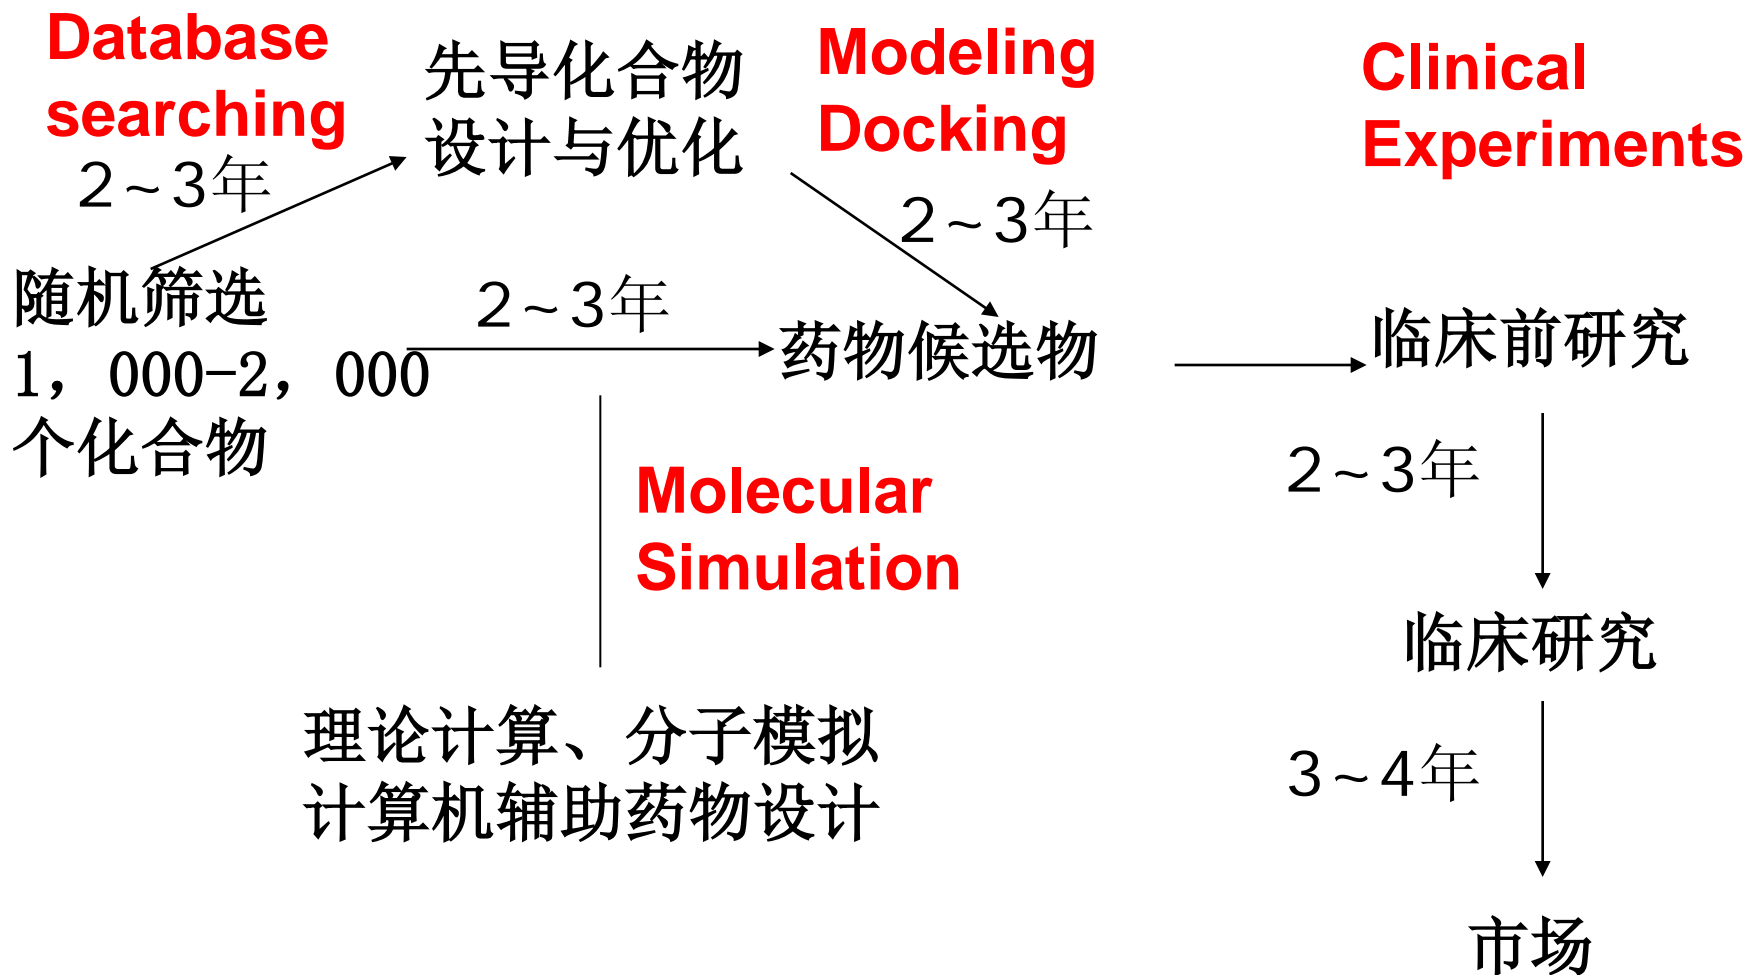 Database
searching
2~3年
先导化合物
设计与优化
Modeling
Docking
2~3年
Clinical
Experiments
随机筛选
1，000-2，000
个化合物
2~3年
药物候选物
临床前研究
2~3年
Molecular
Simulation
临床研究
理论计算、分子模拟
计算机辅助药物设计
3~4年
市场